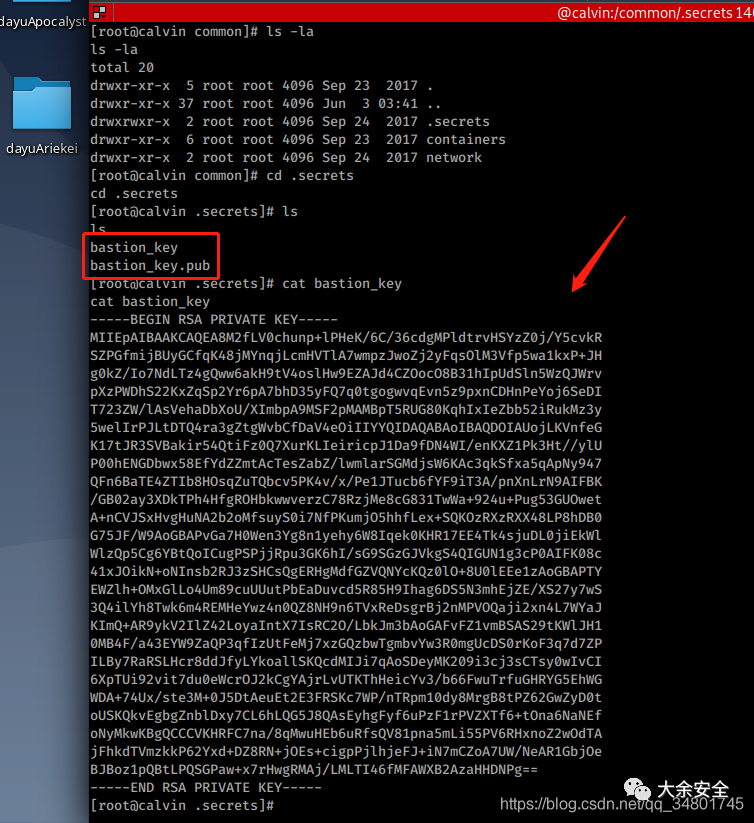 dayuApocalyst
@calvin:/common/.secrets 140
[root@calvin common]# ls -la
ls -la
total 20
drwxr-xr-x  5 root root 4096 Sep 23  2017 .
drwxr-xr-x 37 root root 4096 Jun  3 03:41 ..
drwxrwxr-x  2 root root 4096 Sep 24  2017 .secrets
drwxr-xr-x  6 root root 4096 Sep 23  2017 containers
drwxr-xr-x  2 root root 4096 Sep 24  2017 network
dayuAriekei
[root@calvin common]# cd .secrets
cd .secrets
[root@calvin .secrets]# ls
ls
bastion_key
bastion_key.pub
[root@calvin .secrets]# cat bastion_key
cat bastion_key
-----BEGIN RSA PRIVATE KEY-----
MIIEpAIBAAKCAQEA8M2fLV0chunp+lPHeK/6C/36cdgMPldtrvHSYzZ0j/Y5cvkR
SZPGfmijBUyGCfqK48jMYnqjLcmHVTlA7wmpzJwoZj2yFqsOlM3Vfp5wa1kxP+JH
g0kZ/Io7NdLTz4gQww6akH9tV4oslHw9EZAJd4CZOocO8B31hIpUdSln5WzQJWrv
pXzPWDhS22KxZqSp2Yr6pA7bhD35yFQ7q0tgogwvqEvn5z9pxnCDHnPeYoj6SeDI
T723ZW/lAsVehaDbXoU/XImbpA9MSF2pMAMBpT5RUG80KqhIxIeZbb52iRukMz3y
5welIrPJLtDTQ4ra3gZtgWvbCfDaV4eOiIIYYQIDAQABAoIBAQDOIAUojLKVnfeG
K17tJR3SVBakir54QtiFz0Q7XurKLIeiricpJ1Da9fDN4WI/enKXZ1Pk3Ht//ylU
P00hENGDbwx58EfYdZZmtAcTesZabZ/lwmlarSGMdjsW6KAc3qkSfxa5qApNy947
QFn6BaTE4ZTIb8HOsqZuTQbcv5PK4v/x/Pe1JTucb6fYF9iT3A/pnXnLrN9AIFBK
/GB02ay3XDkTPh4HfgROHbkwwverzC78RzjMe8cG831TwWa+924u+Pug53GUOwet
A+nCVJSxHvgHuNA2b2oMfsuyS0i7NfPKumjO5hhfLex+SQKOzRXzRXX48LP8hDB0
G75JF/W9AoGBAPvGa7H0Wen3Yg8n1yehy6W8Iqek0KHR17EE4Tk4sjuDL0jiEkWl
WlzQp5Cg6YBtQoICugPSPjjRpu3GK6hI/sG9SGzGJVkgS4QIGUN1g3cP0AIFK08c
41xJOikN+oNInsb2RJ3zSHCsQgERHgMdfGZVQNYcKQz0lO+8U0lEEe1zAoGBAPTY
EWZlh+OMxGlLo4Um89cuUUutPbEaDuvcd5R85H9Ihag6DS5N3mhEjZE/XS27y7wS
3Q4ilYh8Twk6m4REMHeYwz4n0QZ8NH9n6TVxReDsgrBj2nMPVOQaji2xn4L7WYaJ
KImQ+AR9ykV2IlZ42LoyaIntX7IsRC2O/LbkJm3bAoGAFvFZ1vmBSAS29tKWlJH1
0MB4F/a43EYW9ZaQP3qfIzUtFeMj7xzGQzbwTgmbvYw3R0mgUcDS0rKoF3q7d7ZP
ILBy7RaRSLHcr8ddJfyLYkoallSKQcdMIJi7qAoSDeyMK209i3cj3sCTsy0wIvCI
6XpTUi92vit7du0eWcrOJ2kCgYAjrLvUTKThHeicYv3/b66FwuTrfuGHRYG5EhWG
WDA+74Ux/ste3M+0J5DtAeuEt2E3FRSKc7WP/nTRpm10dy8MrgB8tPZ62GwZyD0t
oUSKQkvEgbgZnblDxy7CL6hLQG5J8QAsEyhgFyf6uPzF1rPVZXTf6+tOna6NaNEf
oNyMkwKBgQCCCVKHRFC7na/8qMwuHEb6uRfsQV81pna5mLi55PV6RHxnoZ2wOdTA
jFhkdTVmzkkP62Yxd+DZ8RN+jOEs+cigpPjlhjeFJ+iN7mCZoA7UW/NeAR1GbjOe
BJBoz1pQBtLPQSGPaw+x7rHwgRMAj/LMLTI46fMFAWXB2AzaHHDNPg==
-----END RSA PRIVATE KEY-----
[root@calvin .secrets]#
大余安全
https://blog.csdn.net/qq_34801745